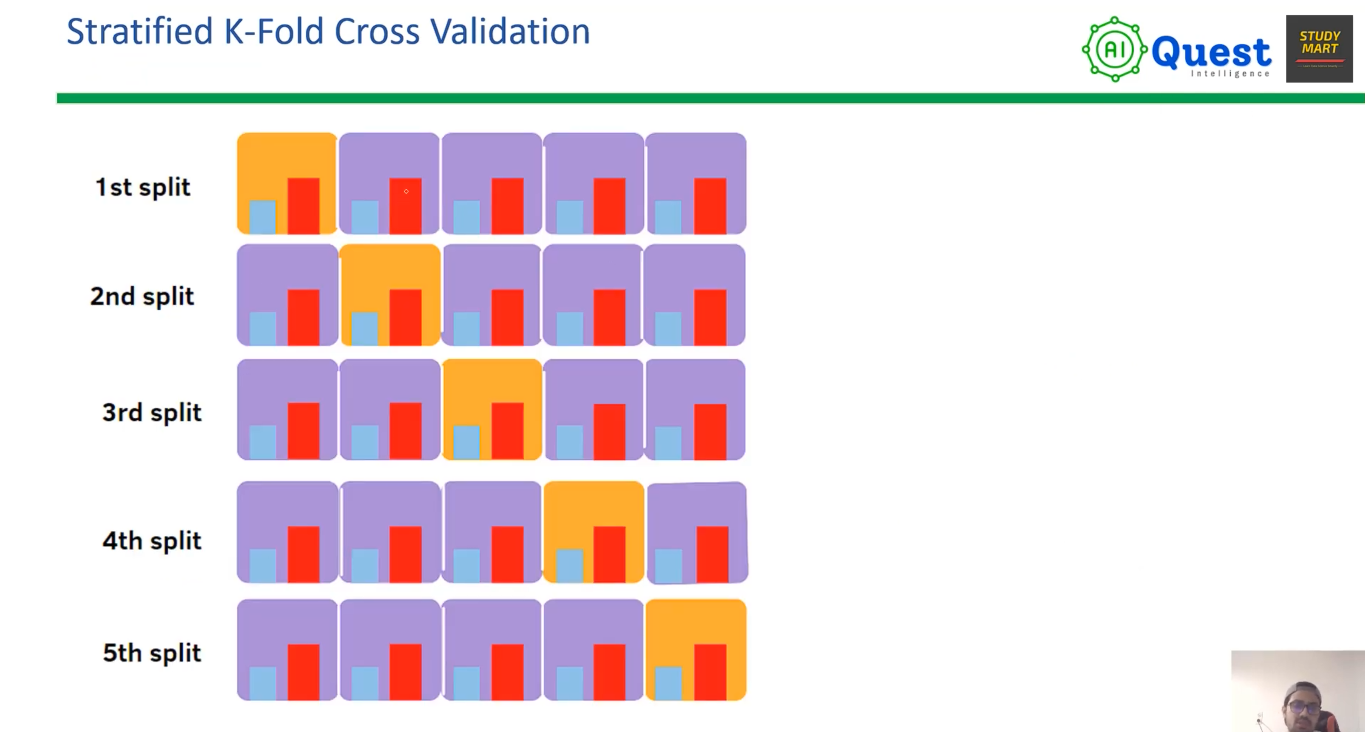 Stratified K-Fold Cross Validation
AI Quest
Intelligence
STUDY
MART
1st split
2nd split
3rd split
4th split
5th split